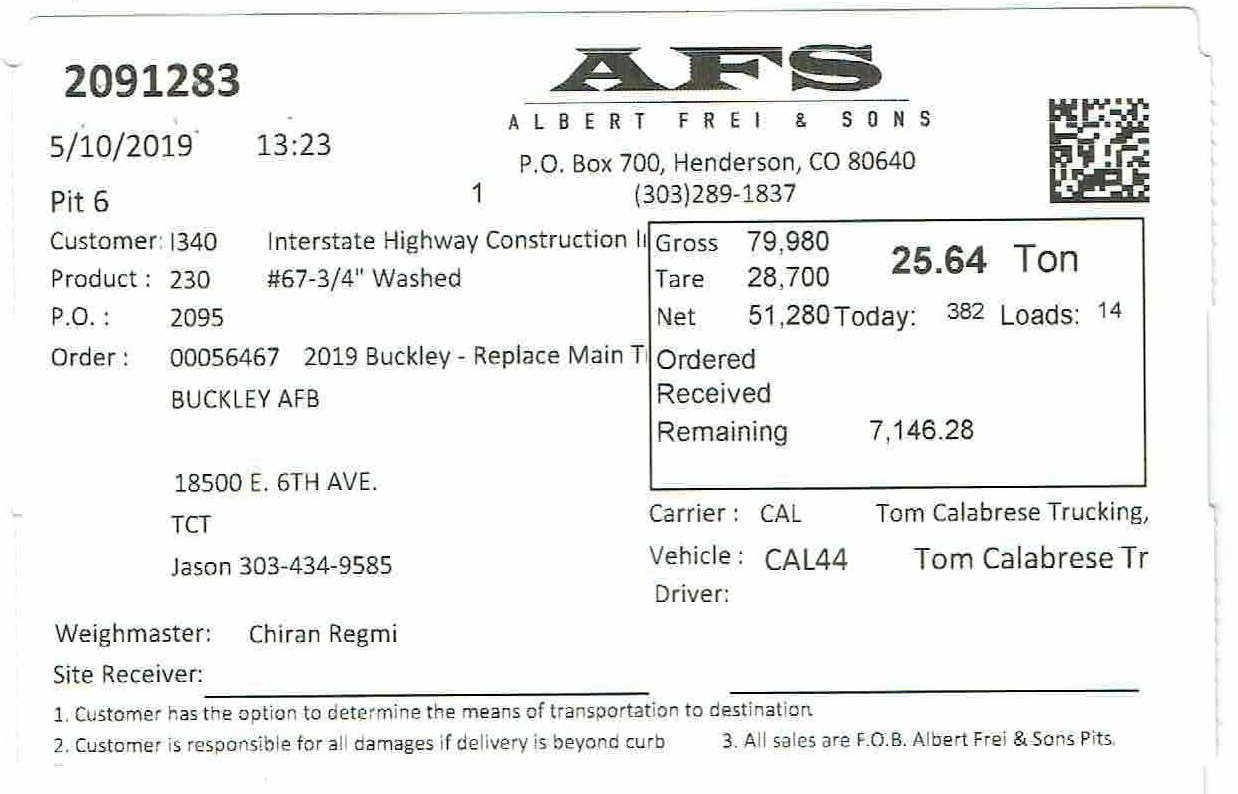 2091283
AFS
ALBERT FREI & SONS
5/10/2019 13:23
P.O. Box 700, Henderson, CO 80640
Pit 6 1 (303)289-1837
Customer: I340 Interstate Highway Construction I
Product : 230 #67-3/4" Washed
P.O. : 2095
Order : 00056467 2019 Buckley - Replace Main T
BUCKLEY AFB
18500 E. 6TH AVE.
TCT
Jason 303-434-9585
Gross 79,980 25.64 Ton
Tare 28,700
Net 51,280 Today: 382 Loads: 14
Ordered
Received
Remaining 7,146.28
Carrier : CAL Tom Calabrese Trucking,
Vehicle : CAL44 Tom Calabrese Tr
Driver:
Weighmaster: Chiran Regmi
Site Receiver:
1. Customer has the option to determine the means of transportation to destination
2. Customer is responsible for all damages if delivery is beyond curb 3. All sales are F.O.B. Albert Frei & Sons Pits.